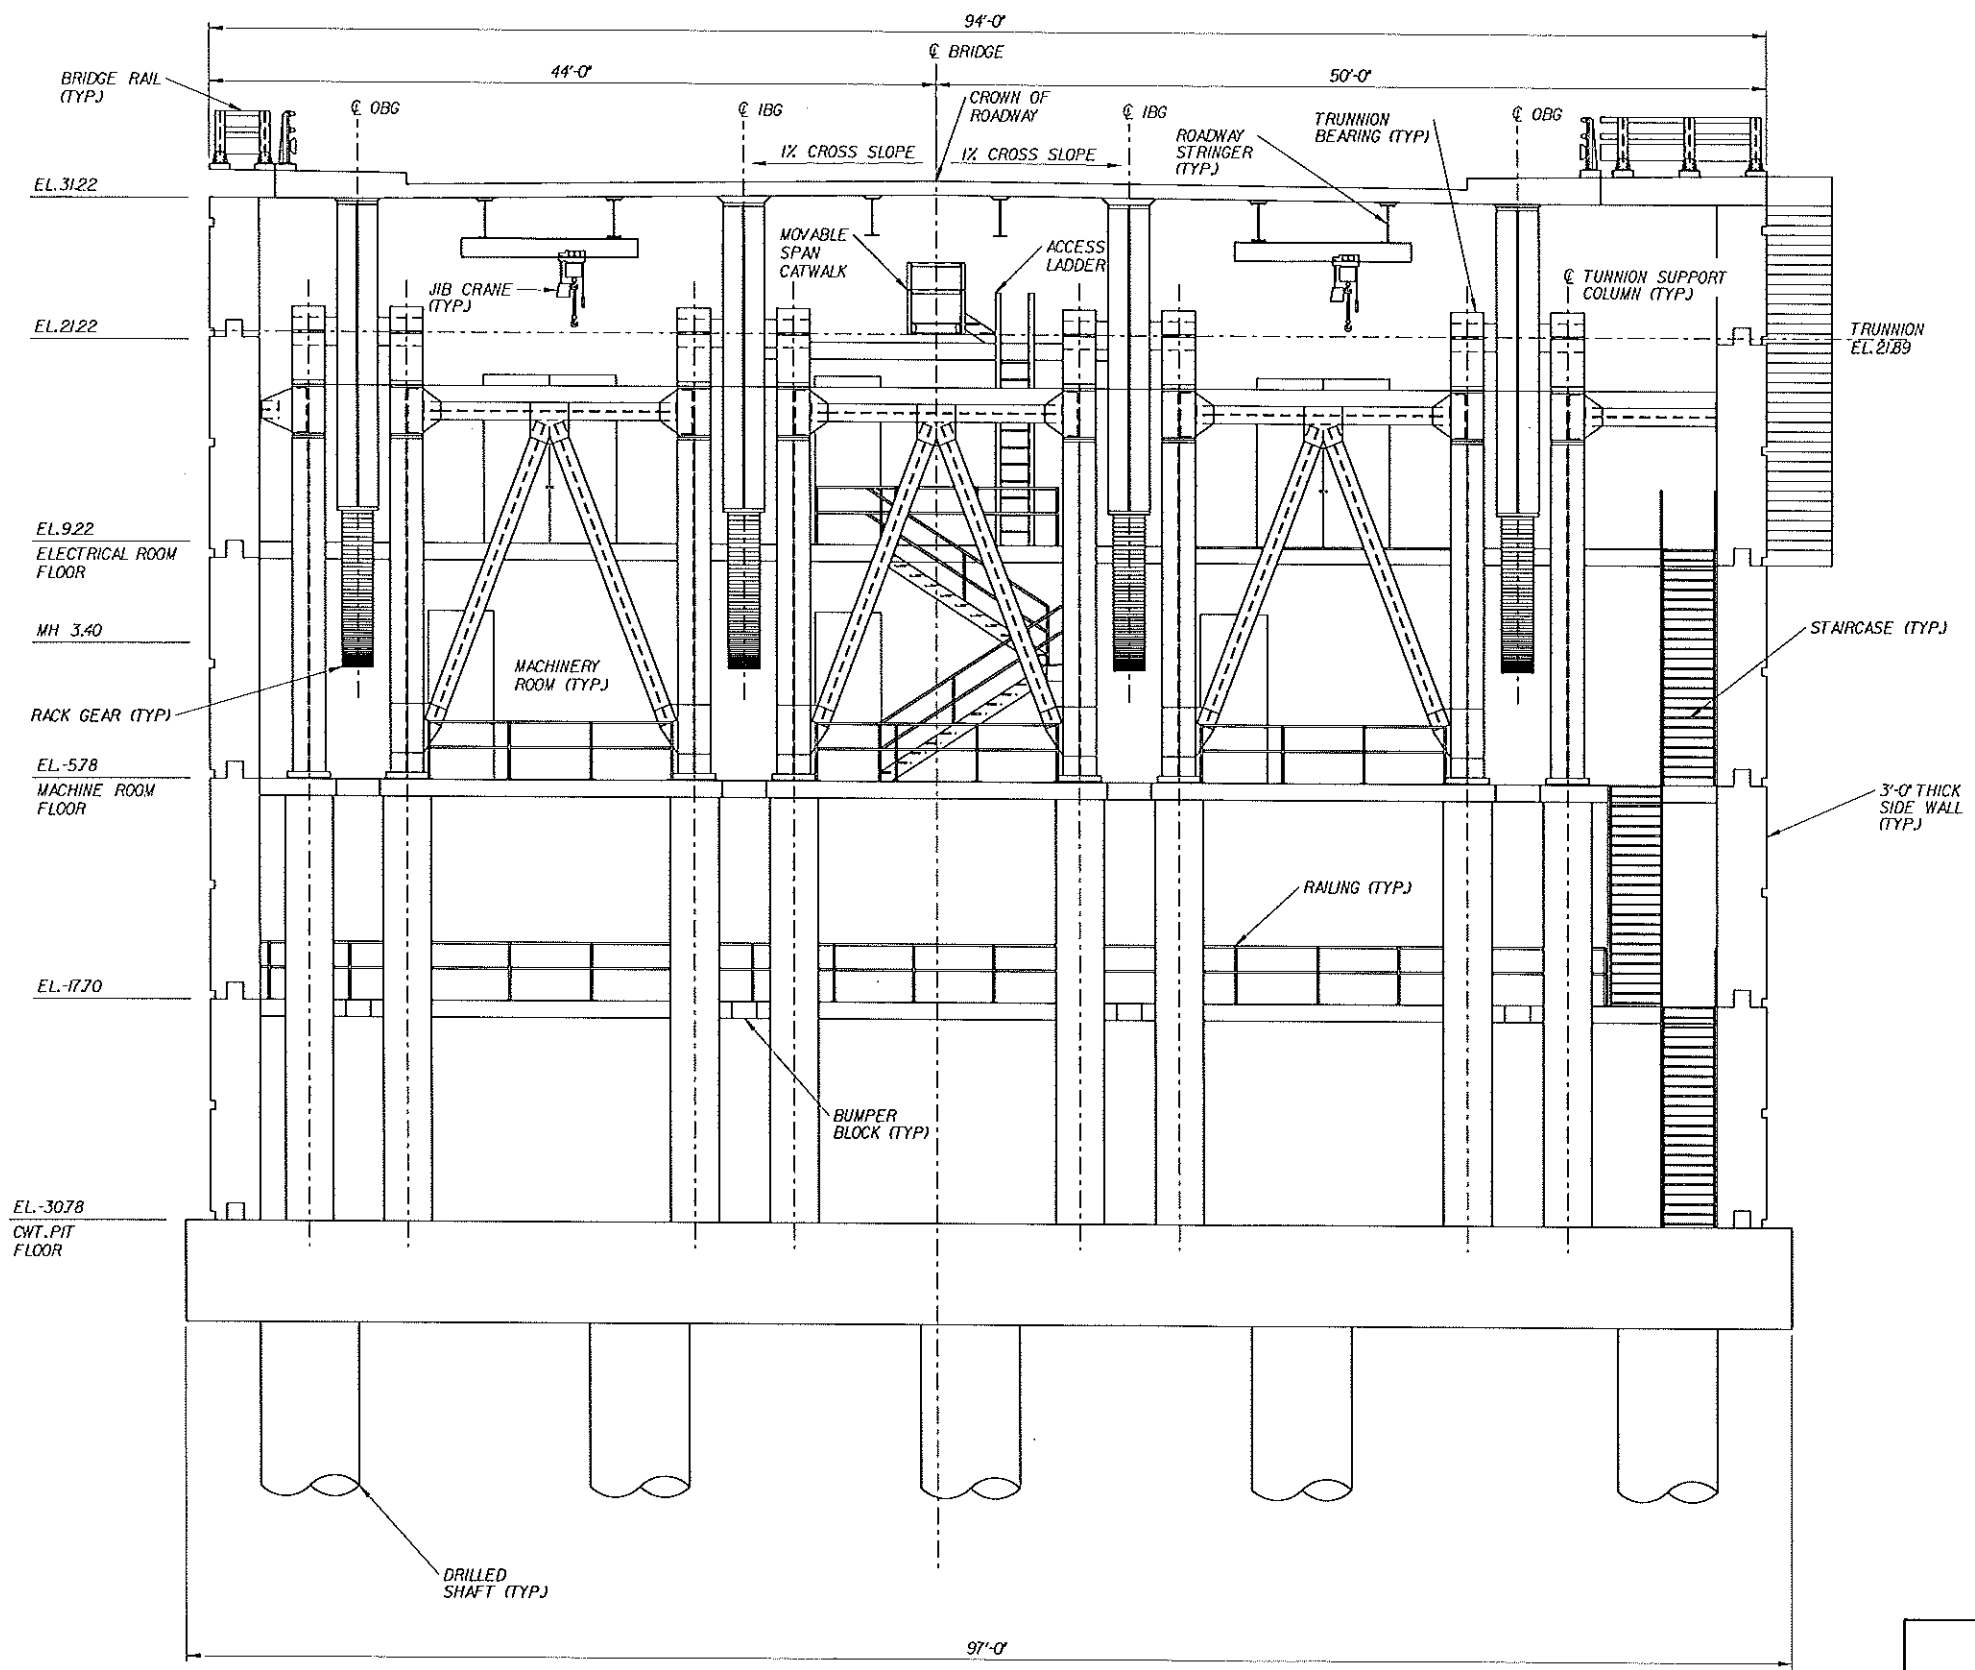 94'-0"
℄ BRIDGE
44'-0"
50'-0"
BRIDGE RAIL
(TYP.)
℄ OBG
℄ IBG
CROWN OF
ROADWAY
℄ IBG
ROADWAY
STRINGER
(TYP.)
TRUNNION
BEARING (TYP.)
℄ OBG
1% CROSS SLOPE
1% CROSS SLOPE
EL.31.22
MOVABLE
SPAN
CATWALK
ACCESS
LADDER
JIB CRANE
(TYP.)
℄ TUNNION SUPPORT
COLUMN (TYP.)
EL.21.22
TRUNNION
EL.21.89
EL.9.22
ELECTRICAL ROOM
FLOOR
MH 3.40
STAIRCASE (TYP.)
MACHINERY
ROOM (TYP.)
RACK GEAR (TYP)
EL.-5.78
MACHINE ROOM
FLOOR
3'-0" THICK
SIDE WALL
(TYP.)
RAILING (TYP.)
EL.-17.70
BUMPER
BLOCK (TYP)
EL.-30.78
CWT. PIT
FLOOR
DRILLED
SHAFT (TYP.)
97'-0"